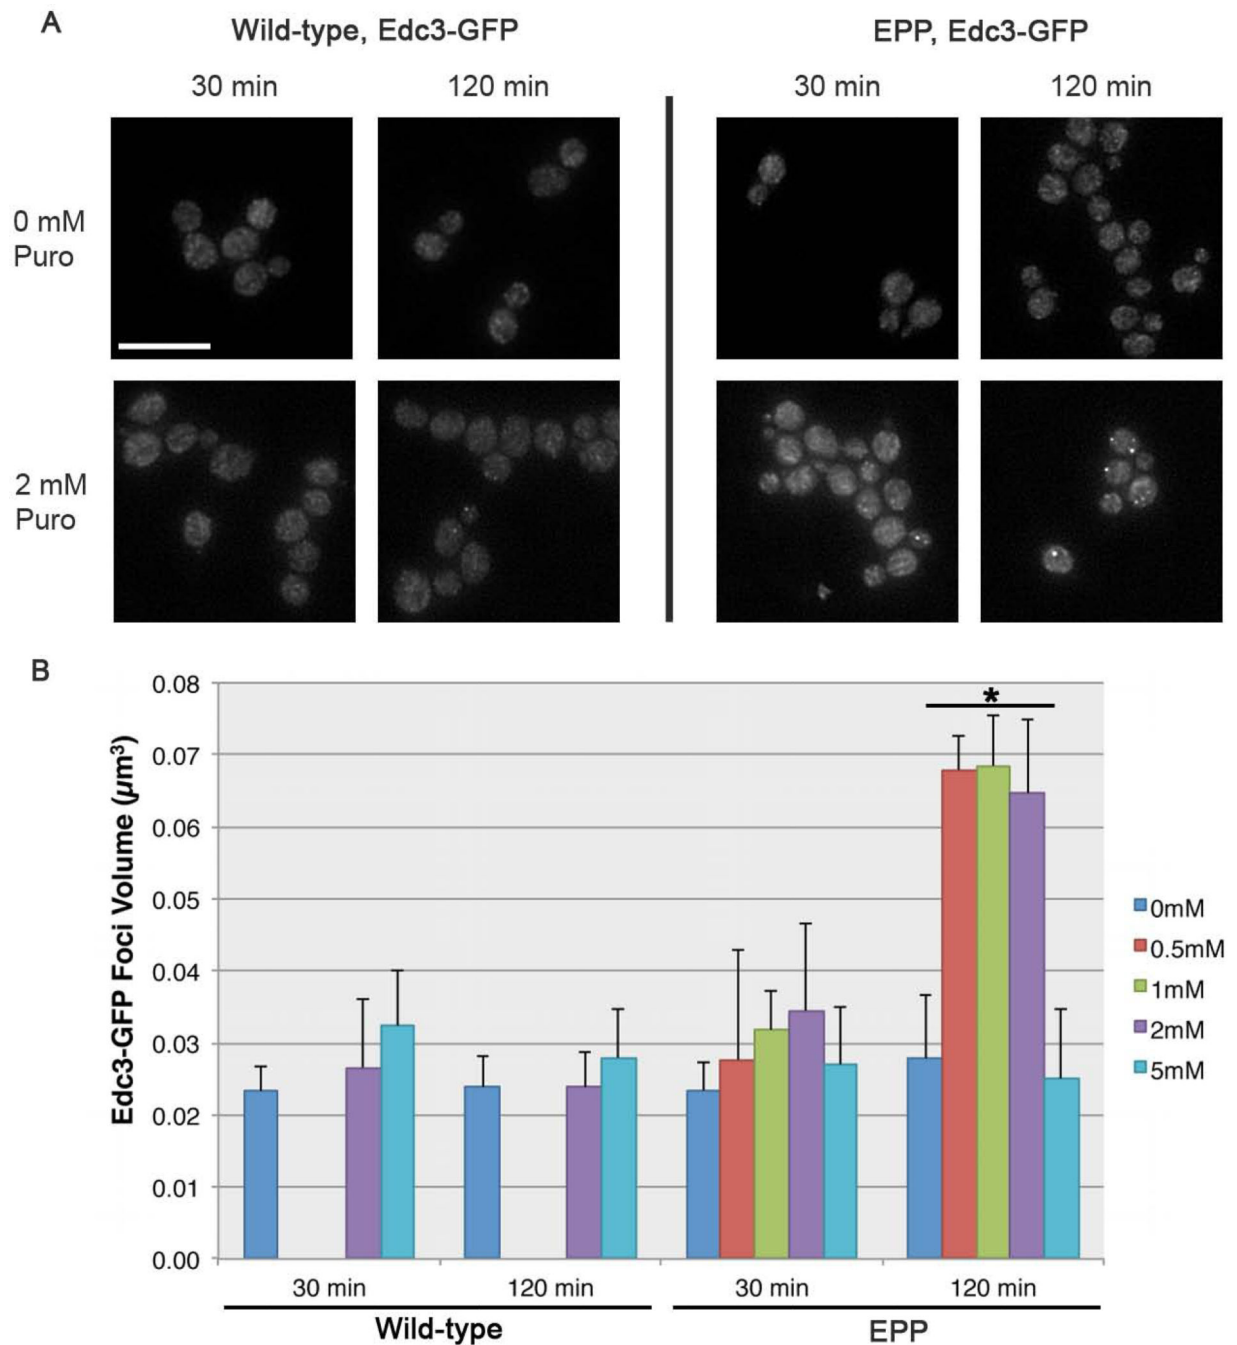 A
Wild-type, Edc3-GFP
EPP, Edc3-GFP
30 min
120 min
30 min
120 min
0 mM
Puro
2 mM
Puro
B
Edc3-GFP Foci Volume (µm³)
0.08
0.07
0.06
0.05
0.04
0.03
0.02
0.01
0.00
*
0mM
0.5mM
1mM
2mM
5mM
30 min
120 min
30 min
120 min
Wild-type
EPP